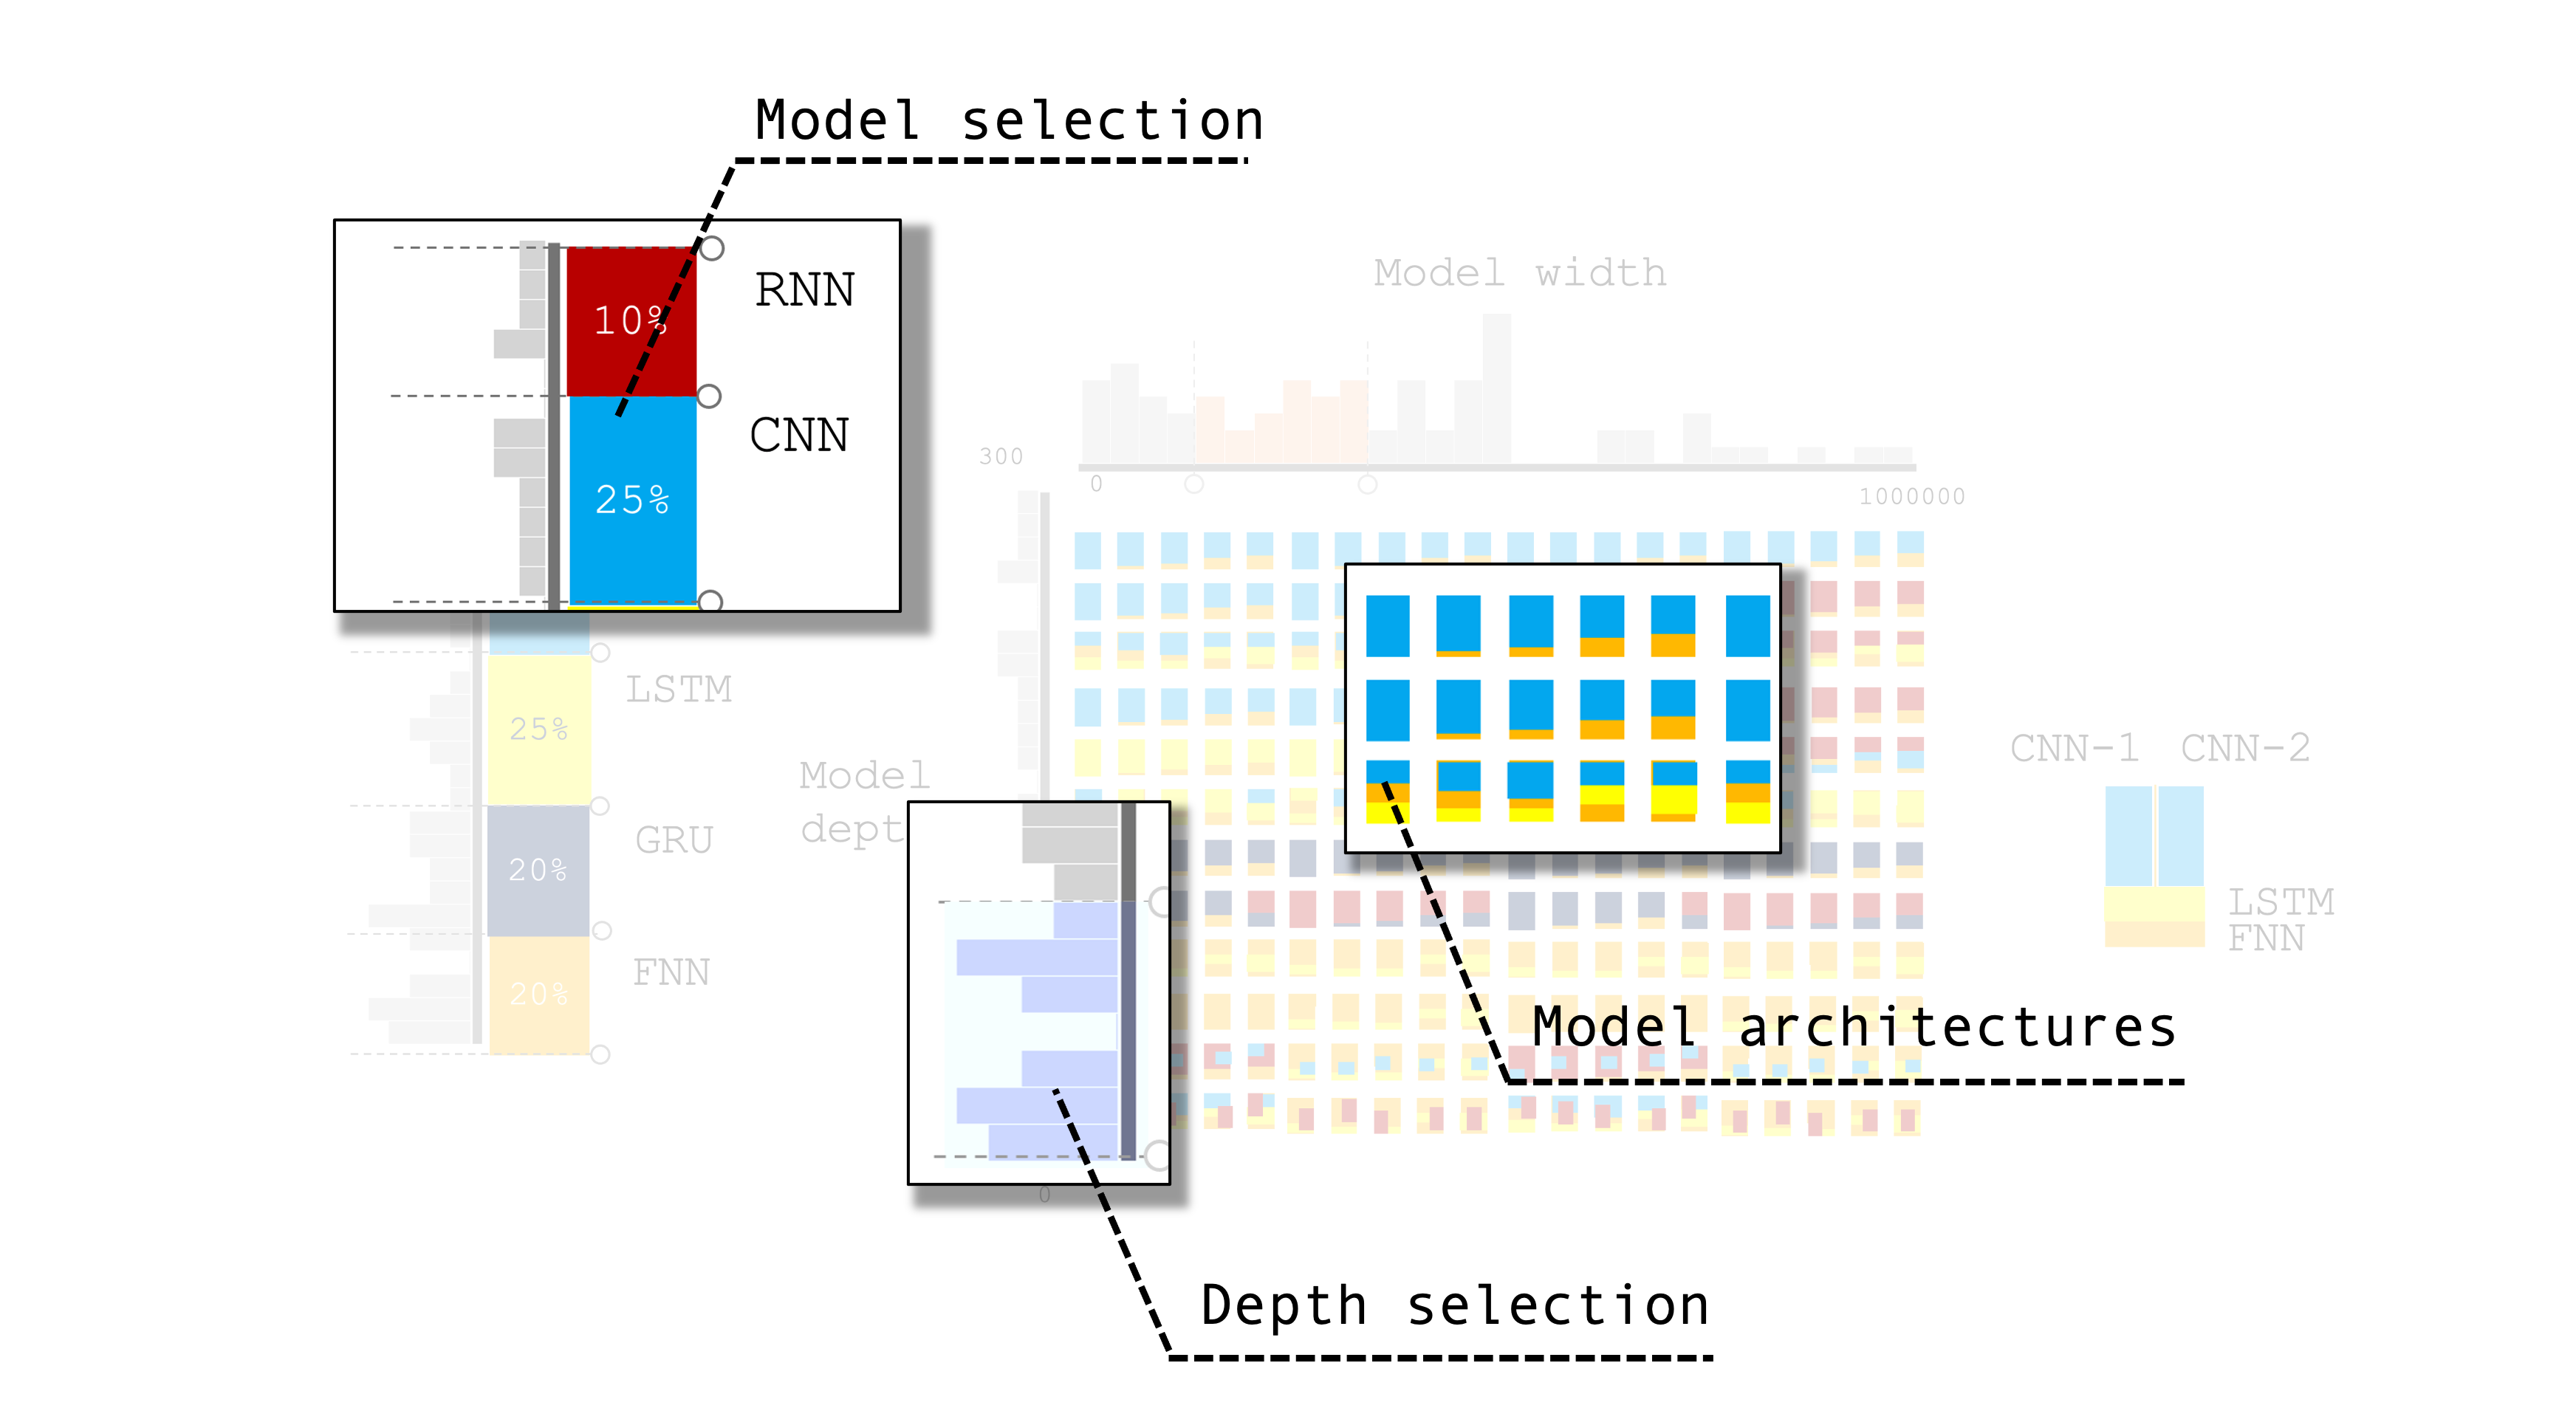 Model selection
RNN
10%
CNN
25%
Model width
300
0
1000000
LSTM
25%
GRU
20%
FNN
20%
Model
dept
0
CNN-1 CNN-2
LSTM
FNN
Model architectures
Depth selection